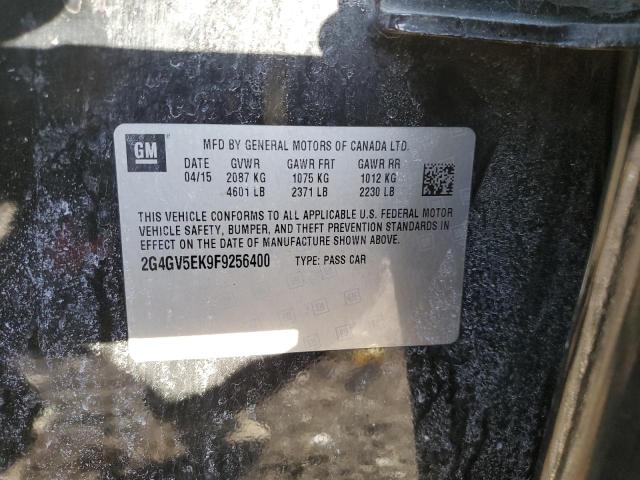 GM
MFD BY GENERAL MOTORS OF CANADA LTD.
DATE GVWR GAWR FRT GAWR RR
04/15 2087 KG 1075 KG 1012 KG
4601 LB 2371 LB 2230 LB
THIS VEHICLE CONFORMS TO ALL APPLICABLE U.S. FEDERAL MOTOR
VEHICLE SAFETY, BUMPER, AND THEFT PREVENTION STANDARDS IN
EFFECT ON THE DATE OF MANUFACTURE SHOWN ABOVE.
2G4GV5EK9F9256400 TYPE: PASS CAR